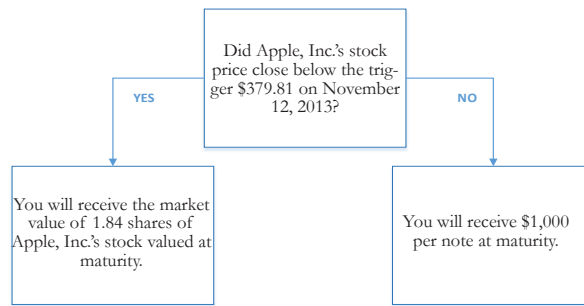 Did Apple, Inc.'s stock
price close below the trig-
ger $379.81 on November
12, 2013?
YES
NO
You will receive the market
value of 1.84 shares of
Apple, Inc.'s stock valued at
maturity.
You will receive $1,000
per note at maturity.